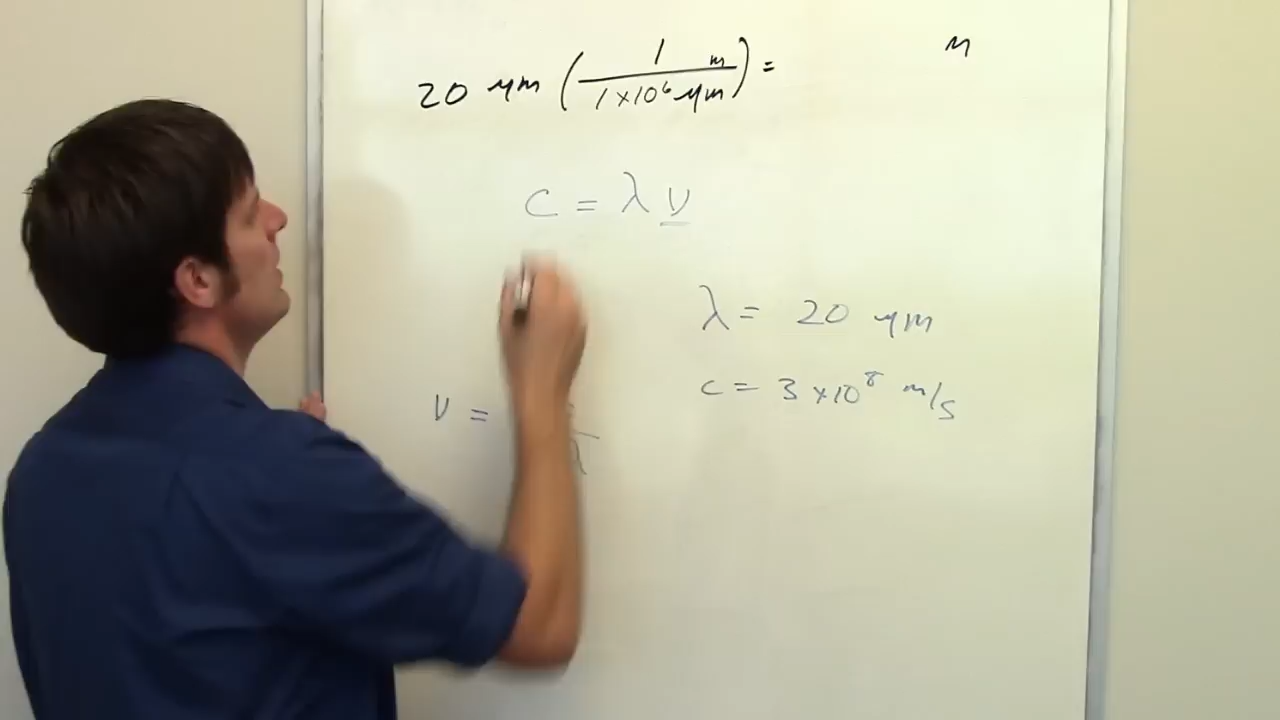 20 μm ( 1 m / 1×10⁶ μm ) = m
c = λ ν
λ = 20 μm
c = 3 ×10⁸ m/s
ν = / λ